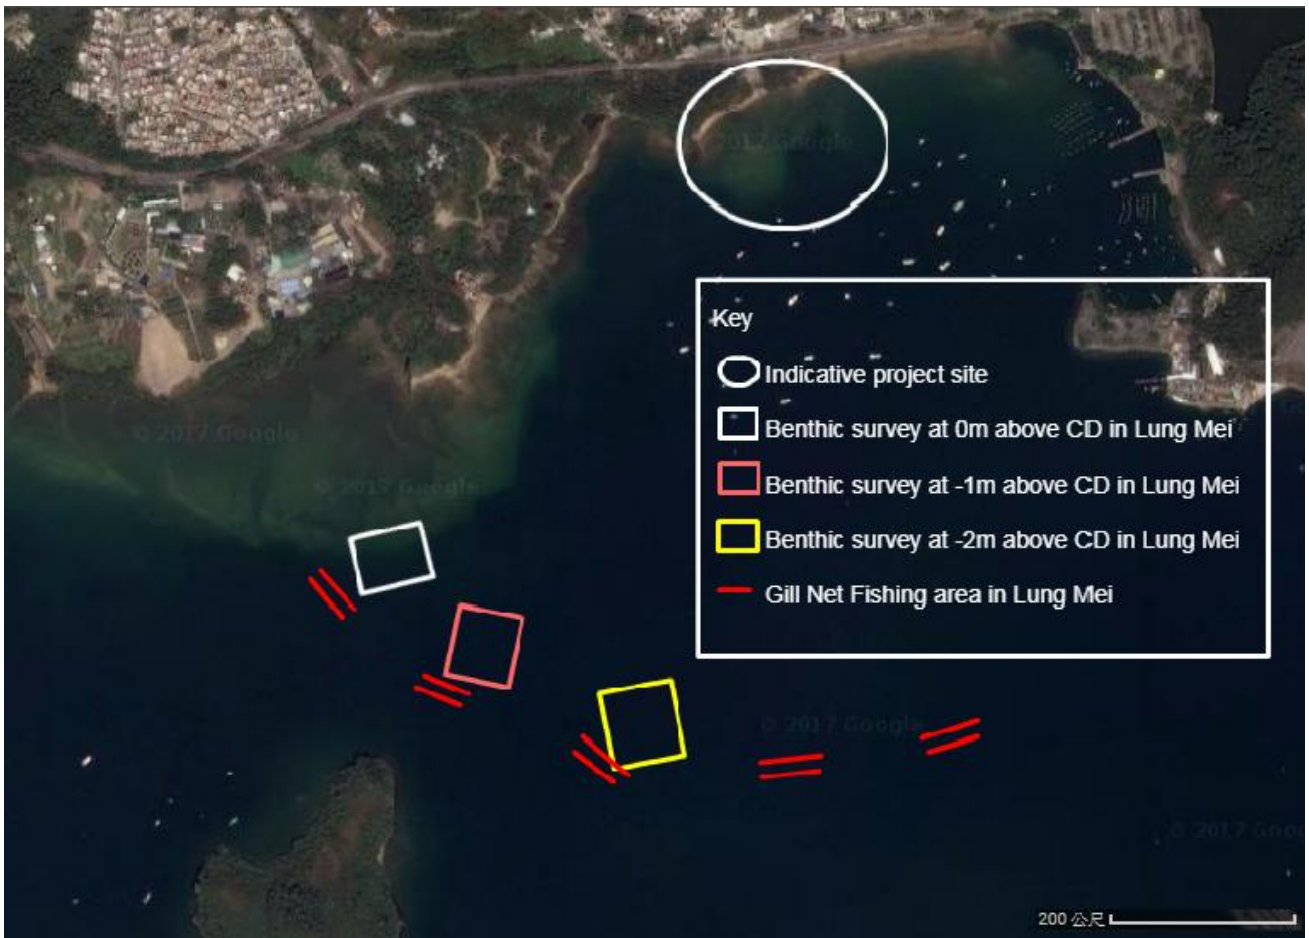 2017 Google
Key
Indicative project site
Benthic survey at 0m above CD in Lung Mei
© 2017 Google
Benthic survey at -1m above CD in Lung Mei
© 2017 Google
Benthic survey at -2m above CD in Lung Mei
Gill Net Fishing area in Lung Mei
© 2017 Google
© 2017 Goo
200 公尺